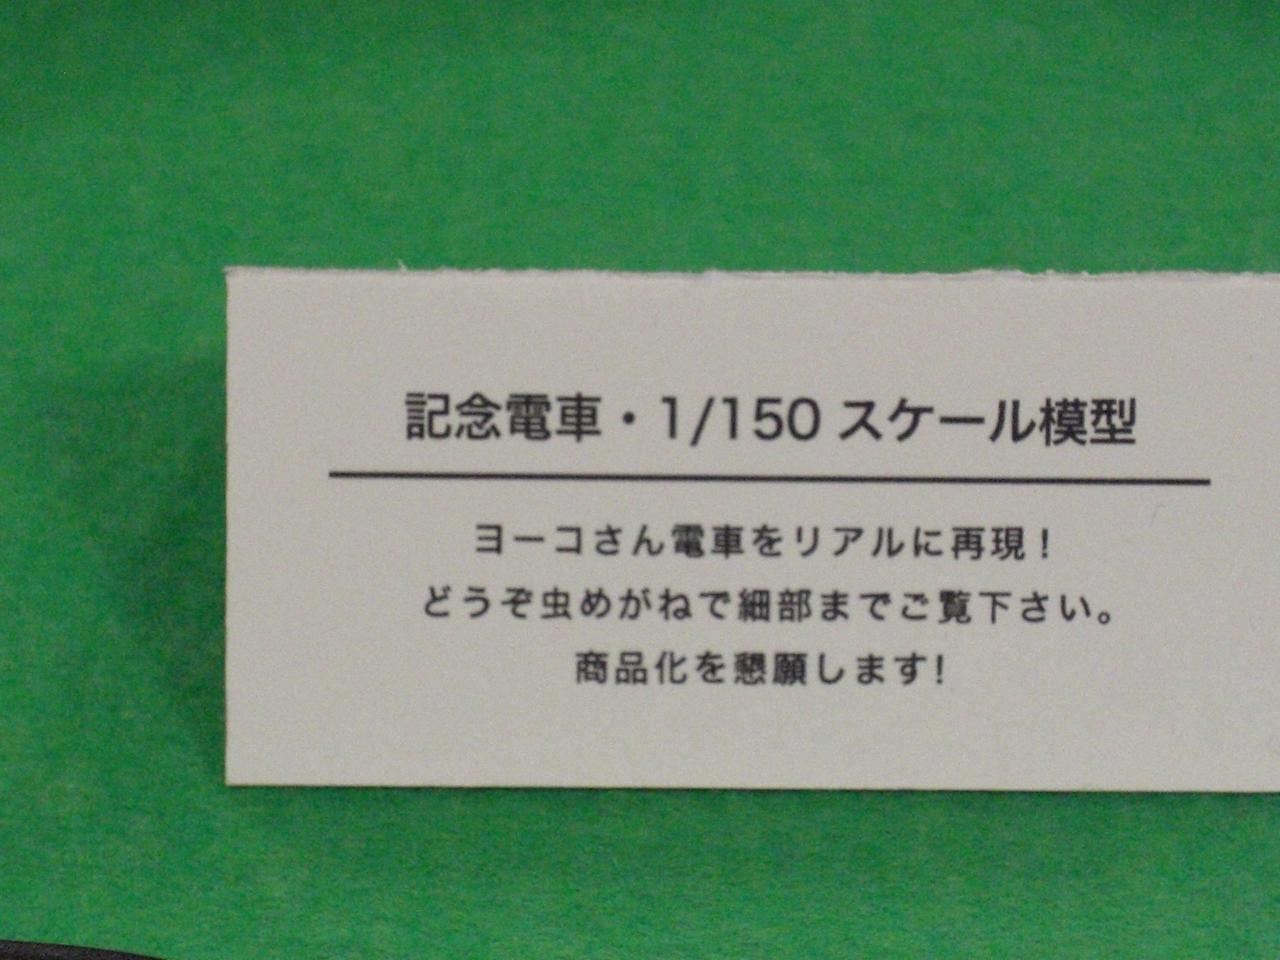 記念電車・1/150 スケール模型
ヨーコさん電車をリアルに再現！
どうぞ虫めがねで細部までご覧下さい。
商品化を懇願します!